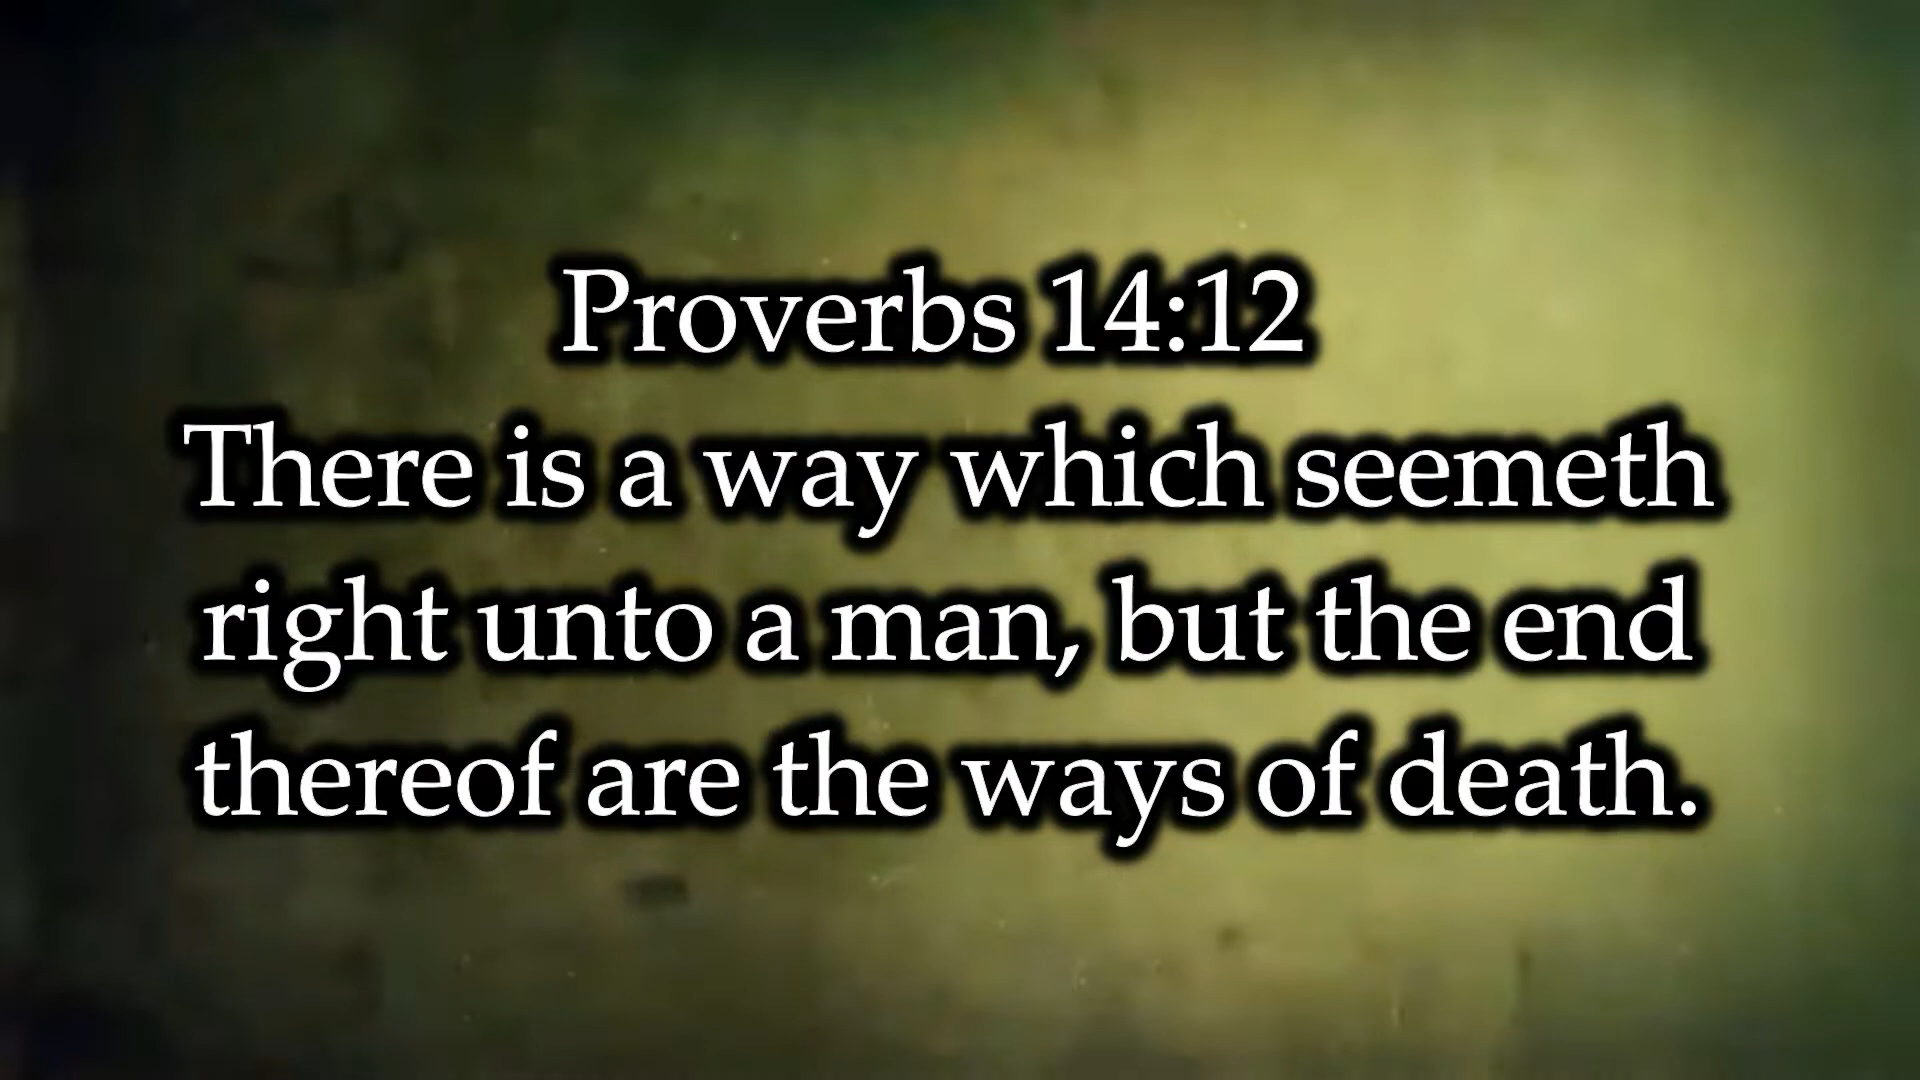 Proverbs 14:12
There is a way which seemeth
right unto a man, but the end
thereof are the ways of death.